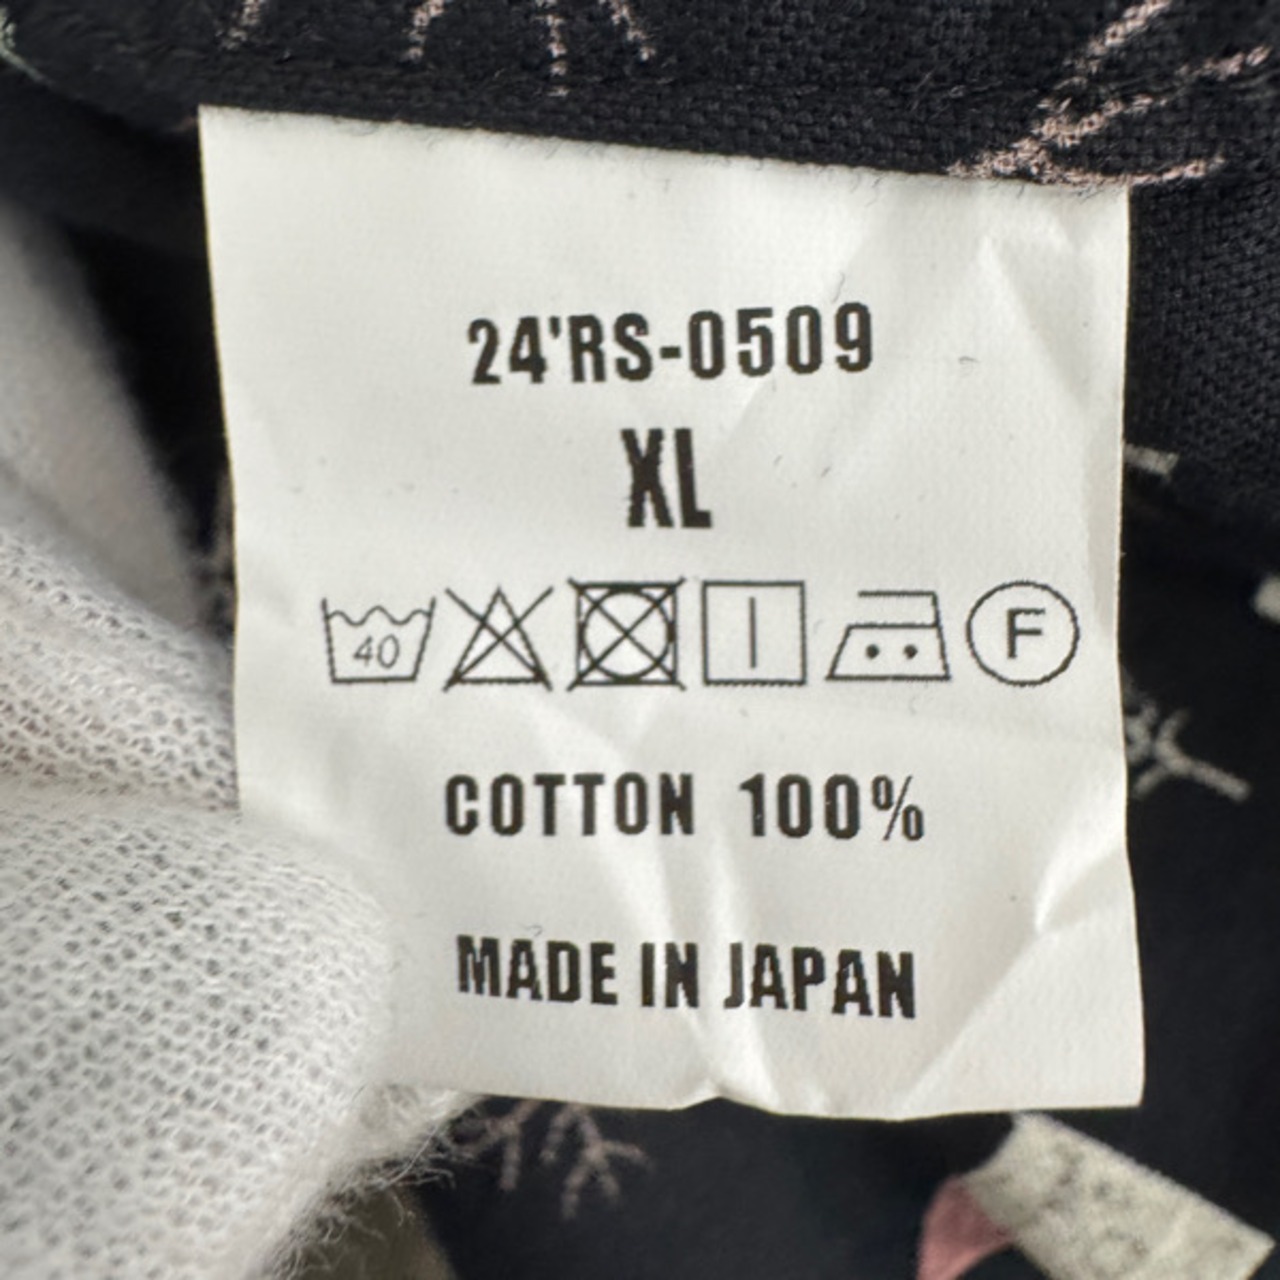 24'RS-0509
XL
40 F
COTTON 100%
MADE IN JAPAN